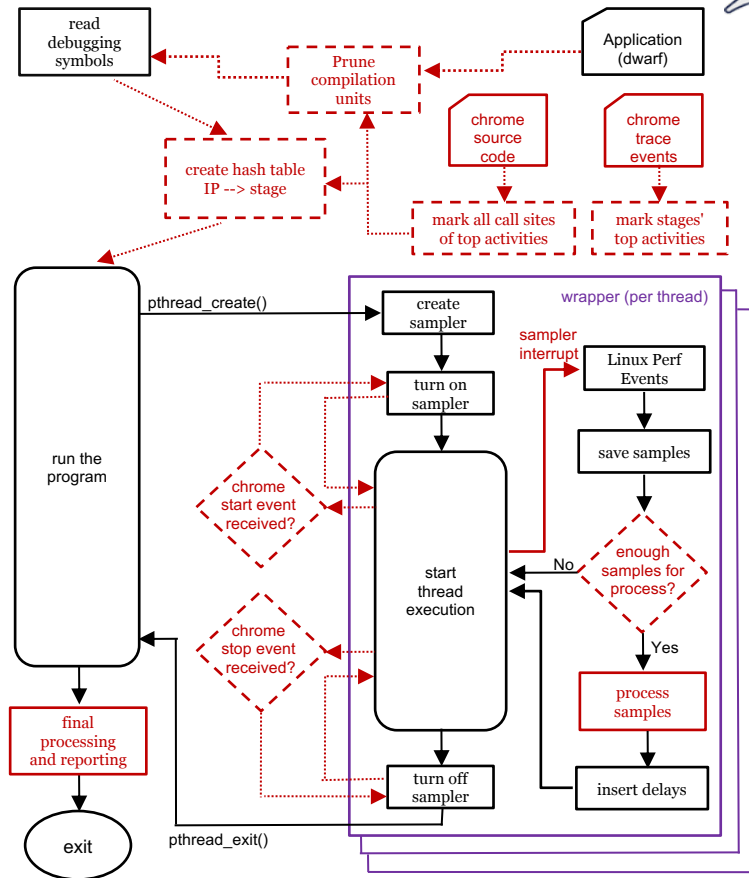 read
debugging
symbols
Prune
compilation
units
Application
(dwarf)
chrome
source
code
chrome
trace
events
create hash table
IP --> stage
mark all call sites
of top activities
mark stages'
top activities
pthread_create()
wrapper (per thread)
create
sampler
sampler
interrupt
Linux Perf
Events
turn on
sampler
save samples
run the
program
chrome
start event
received?
enough
samples for
process?
No
start
thread
execution
chrome
stop event
received?
Yes
process
samples
final
processing
and reporting
turn off
sampler
insert delays
pthread_exit()
exit